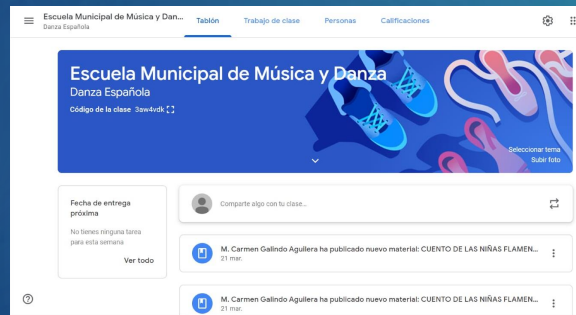 Escuela Municipal de Música y Dan...
Danza Española
Tablón
Trabajo de clase
Personas
Calificaciones
Escuela Municipal de Música y Danza
Danza Española
Código de la clase 3aw4vdk
Seleccionar tema
Subir foto
Fecha de entrega
próxima
No tienes ninguna tarea
para esta semana
Ver todo
Comparte algo con tu clase...
M. Carmen Galindo Aguilera ha publicado nuevo material: CUENTO DE LAS NIÑAS FLAMEN...
21 mar.
M. Carmen Galindo Aguilera ha publicado nuevo material: CUENTO DE LAS NIÑAS FLAMEN...
21 mar.